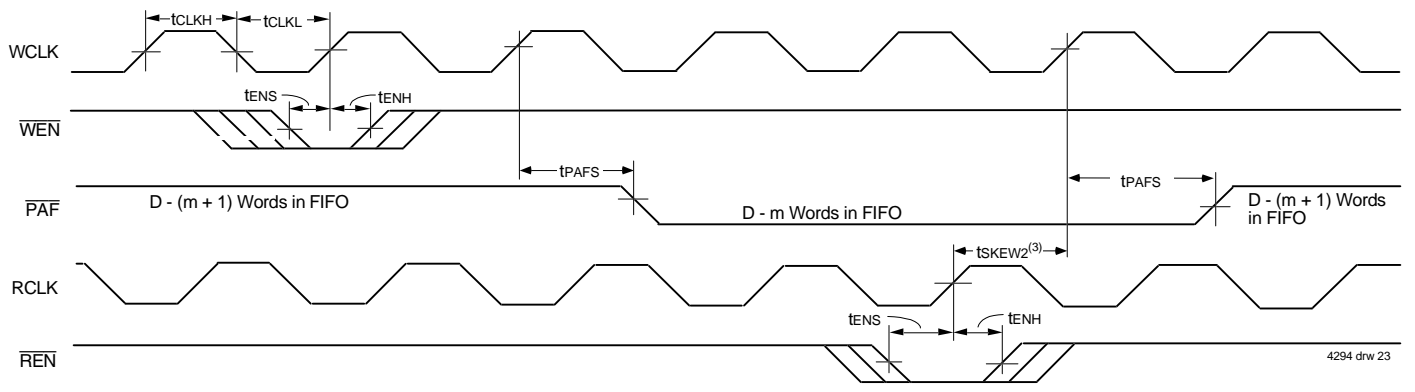 tCLKH
tCLKL
WCLK
tENS
tENH
WEN
tPAFS
tPAFS
PAF
D - (m + 1) Words in FIFO
D - m Words in FIFO
D - (m + 1) Words
in FIFO
tSKEW2(3)
RCLK
tENS
tENH
REN
4294 drw 23